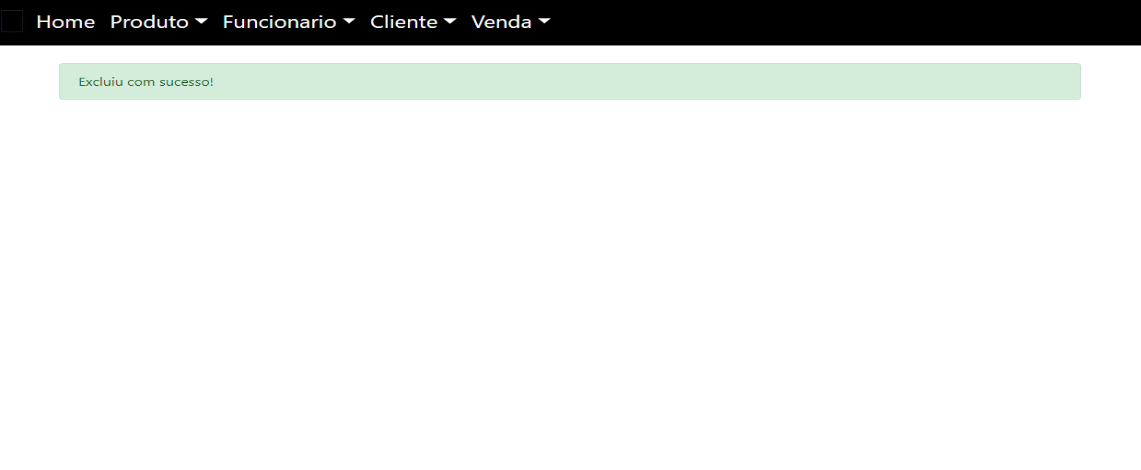 Home Produto Funcionario Cliente Venda
Excluiu com sucesso!